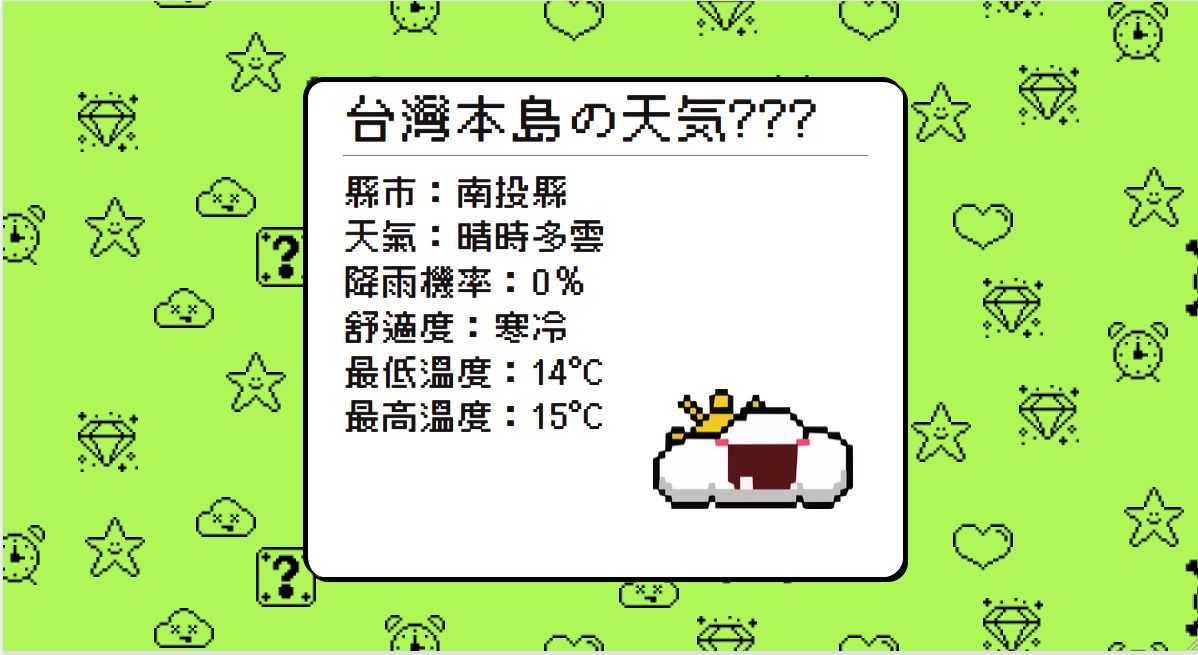 台灣本島の天気???
縣市：南投縣
天氣：晴時多雲
降雨機率：0%
舒適度：寒冷
最低溫度：14°C
最高溫度：15°C
?
?